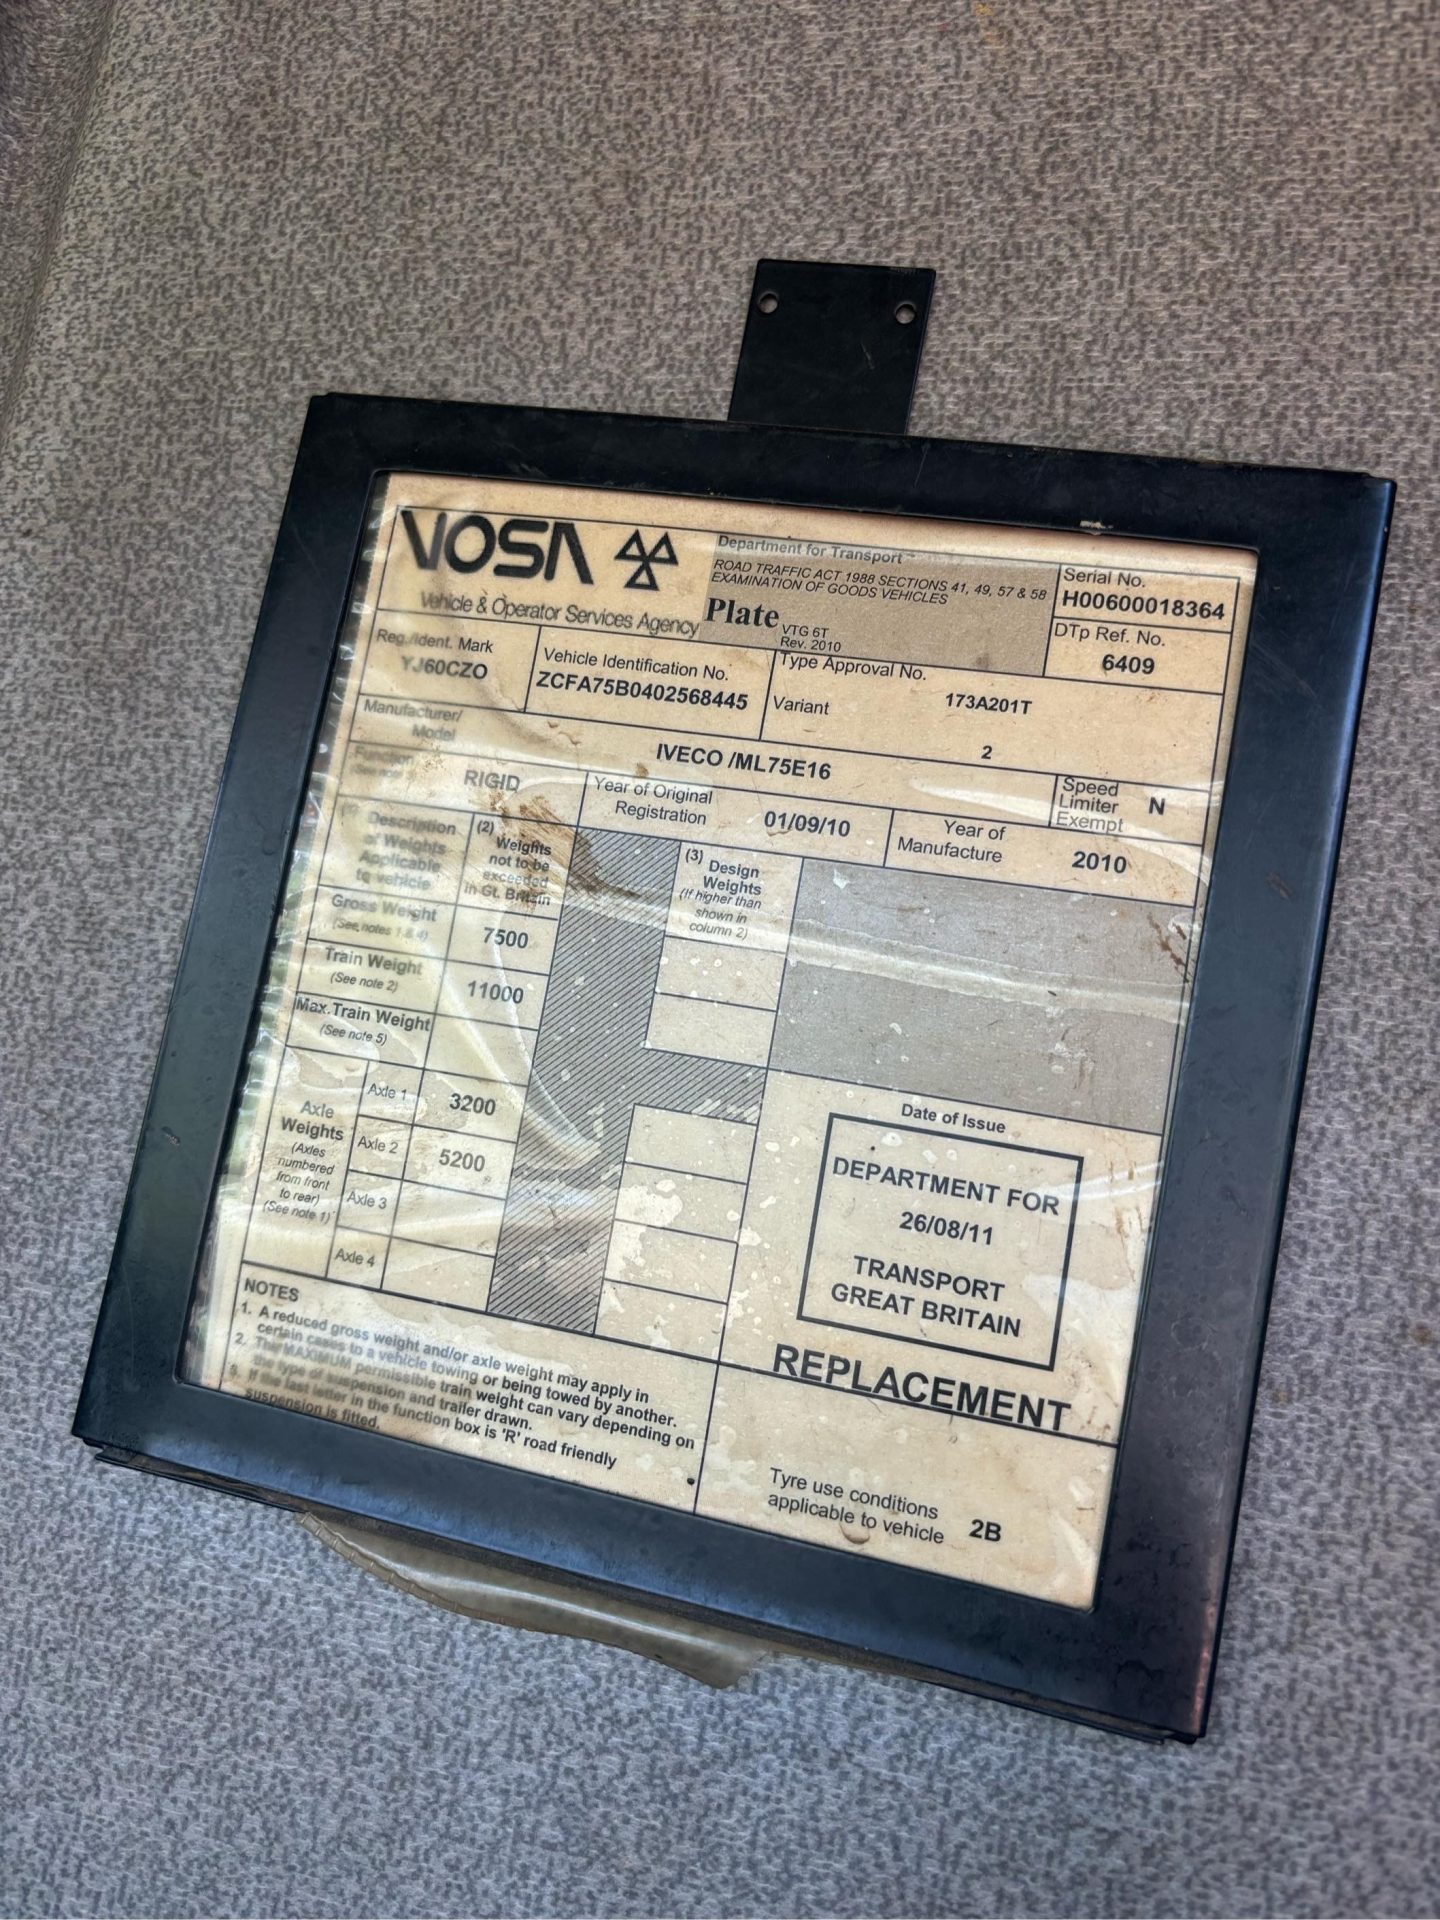 VOSA
Vehicle & Operator Services Agency
Department for Transport
ROAD TRAFFIC ACT 1988 SECTIONS 41, 49, 57 & 58
EXAMINATION OF GOODS VEHICLES
Plate VTG 6T
Rev. 2010
Serial No.
H00600018364
DTp Ref. No.
6409
Reg./Ident. Mark
YJ60CZO
Vehicle Identification No.
ZCFA75B0402568445
Type Approval No.
173A201T
Variant
2
Manufacturer/
Model
IVECO /ML75E16
Function
(See note 3)
RIGID
Year of Original
Registration
01/09/10
Year of
Manufacture
2010
Speed
Limiter
Exempt
N
(1) Description
of Weights
Applicable
to vehicle
(2) Weights
not to be
exceeded
in Gt. Britain
(3) Design
Weights
(If higher than
shown in
column 2)
Gross Weight
(See notes 1 & 4)
7500
Train Weight
(See note 2)
11000
Max.Train Weight
(See note 5)
Axle
Weights
(Axles
numbered
from front
to rear)
(See note 1)
Axle 1
3200
Axle 2
5200
Axle 3
Axle 4
Date of Issue
DEPARTMENT FOR
26/08/11
TRANSPORT
GREAT BRITAIN
REPLACEMENT
NOTES
1. A reduced gross weight and/or axle weight may apply in
certain cases to a vehicle towing or being towed by another.
2. The MAXIMUM permissible train weight can vary depending on
the type of suspension and trailer drawn.
3. If the last letter in the function box is 'R' road friendly
suspension is fitted.
Tyre use conditions
applicable to vehicle
2B